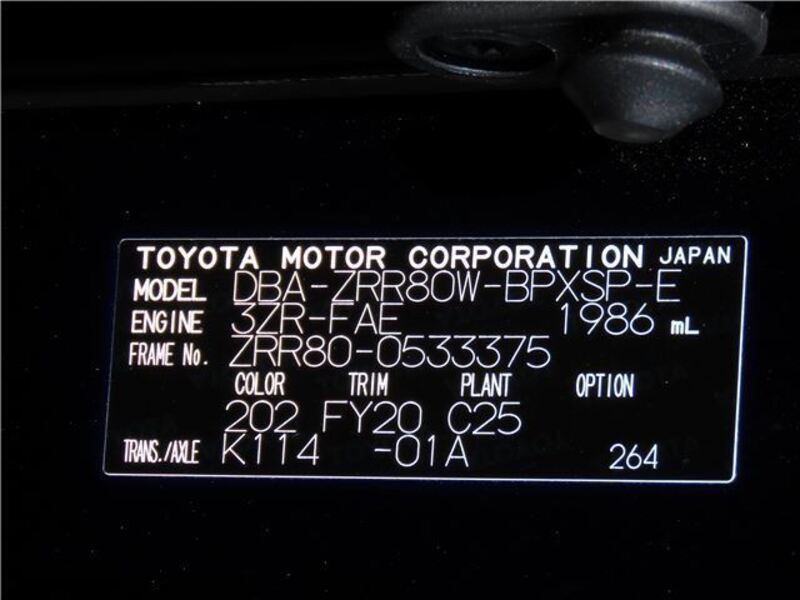 TOYOTA MOTOR CORPORATION JAPAN
MODEL DBA-ZRR80W-BPXSP-E
ENGINE 3ZR-FAE 1986 mL
FRAME No. ZRR80-0533375
COLOR TRIM PLANT OPTION
202 FY20 C25
TRANS./AXLE K114 -01A 264